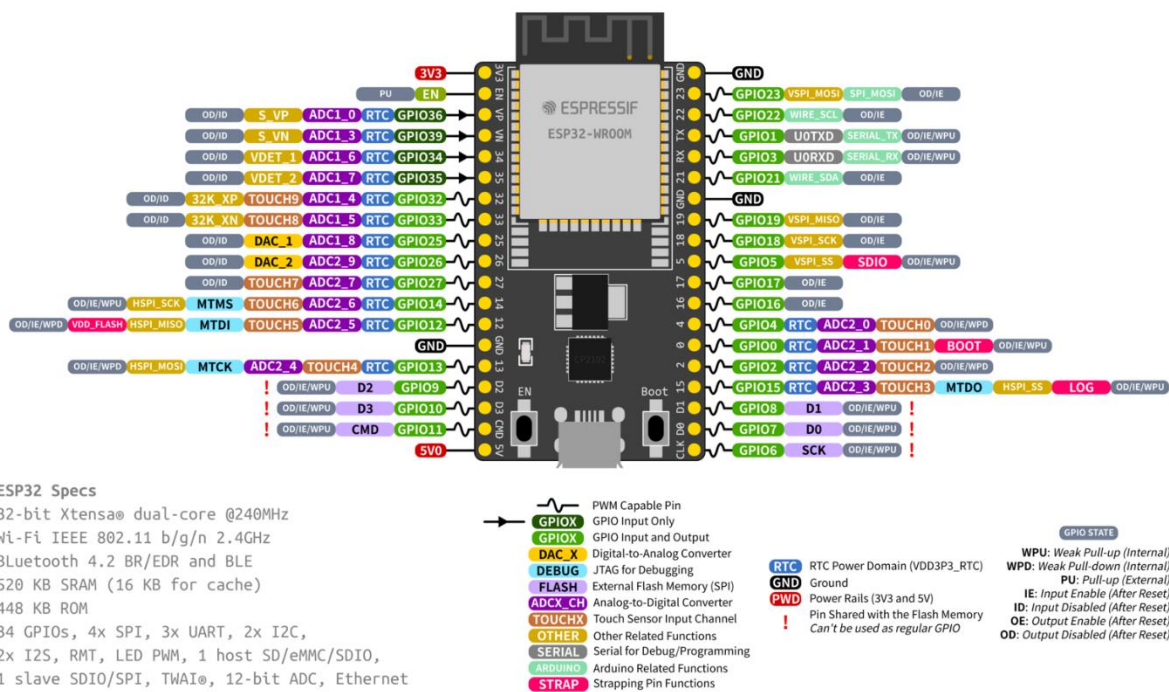 3V3 3V3 GND GND
PU EN EN 23 GPIO23 VSPI_MOSI SPI_MOSI OD/IE
OD/ID S_VP ADC1_0 RTC GPIO36 VP 22 GPIO22 WIRE_SCL OD/IE
OD/ID S_VN ADC1_3 RTC GPIO39 VN TX GPIO1 U0TXD SERIAL_TX OD/IE/WPU
OD/ID VDET_1 ADC1_6 RTC GPIO34 34 RX GPIO3 U0RXD SERIAL_RX OD/IE/WPU
OD/ID VDET_2 ADC1_7 RTC GPIO35 35 21 GPIO21 WIRE_SDA OD/IE
OD/ID 32K_XP TOUCH9 ADC1_4 RTC GPIO32 32 GND GND
OD/ID 32K_XN TOUCH8 ADC1_5 RTC GPIO33 33 19 GPIO19 VSPI_MISO OD/IE
OD/ID DAC_1 ADC1_8 RTC GPIO25 25 18 GPIO18 VSPI_SCK OD/IE
OD/ID DAC_2 ADC2_9 RTC GPIO26 26 5 GPIO5 VSPI_SS SDIO OD/IE/WPU
OD/ID TOUCH7 ADC2_7 RTC GPIO27 27 17 GPIO17 OD/IE
OD/IE/WPU HSPI_SCK MTMS TOUCH6 ADC2_6 RTC GPIO14 14 16 GPIO16 OD/IE
OD/IE/WPD VDD_FLASH HSPI_MISO MTDI TOUCH5 ADC2_5 RTC GPIO12 12 4 GPIO4 RTC ADC2_0 TOUCH0 OD/IE/WPD
GND GND 0 GPIO0 RTC ADC2_1 TOUCH1 BOOT OD/IE/WPU
OD/IE/WPD HSPI_MOSI MTCK ADC2_4 TOUCH4 RTC GPIO13 13 2 GPIO2 RTC ADC2_2 TOUCH2 OD/IE/WPD
! OD/IE/WPU D2 GPIO9 D2 15 GPIO15 RTC ADC2_3 TOUCH3 MTDO HSPI_SS LOG OD/IE/WPU
! OD/IE/WPU D3 GPIO10 D3 D1 GPIO8 D1 OD/IE/WPU !
! OD/IE/WPU CMD GPIO11 CMD D0 GPIO7 D0 OD/IE/WPU !
5V0 5V CLK GPIO6 SCK OD/IE/WPU !
ESPRESSIF
ESP32-WROOM
CP2102
EN Boot
ESP32 Specs
32-bit Xtensa® dual-core @240MHz
Wi-Fi IEEE 802.11 b/g/n 2.4GHz
Bluetooth 4.2 BR/EDR and BLE
520 KB SRAM (16 KB for cache)
448 KB ROM
34 GPIOs, 4x SPI, 3x UART, 2x I2C,
2x I2S, RMT, LED PWM, 1 host SD/eMMC/SDIO,
1 slave SDIO/SPI, TWAI®, 12-bit ADC, Ethernet
PWM Capable Pin
GPIOX GPIO Input Only
GPIOX GPIO Input and Output
DAC_X Digital-to-Analog Converter
DEBUG JTAG for Debugging
FLASH External Flash Memory (SPI)
ADCX_CH Analog-to-Digital Converter
TOUCHX Touch Sensor Input Channel
OTHER Other Related Functions
SERIAL Serial for Debug/Programming
ARDUINO Arduino Related Functions
STRAP Strapping Pin Functions
RTC RTC Power Domain (VDD3P3_RTC)
GND Ground
PWD Power Rails (3V3 and 5V)
! Pin Shared with the Flash Memory
Can't be used as regular GPIO
GPIO STATE
WPU: Weak Pull-up (Internal)
WPD: Weak Pull-down (Internal)
PU: Pull-up (External)
IE: Input Enable (After Reset)
ID: Input Disabled (After Reset)
OE: Output Enable (After Reset)
OD: Output Disabled (After Reset)